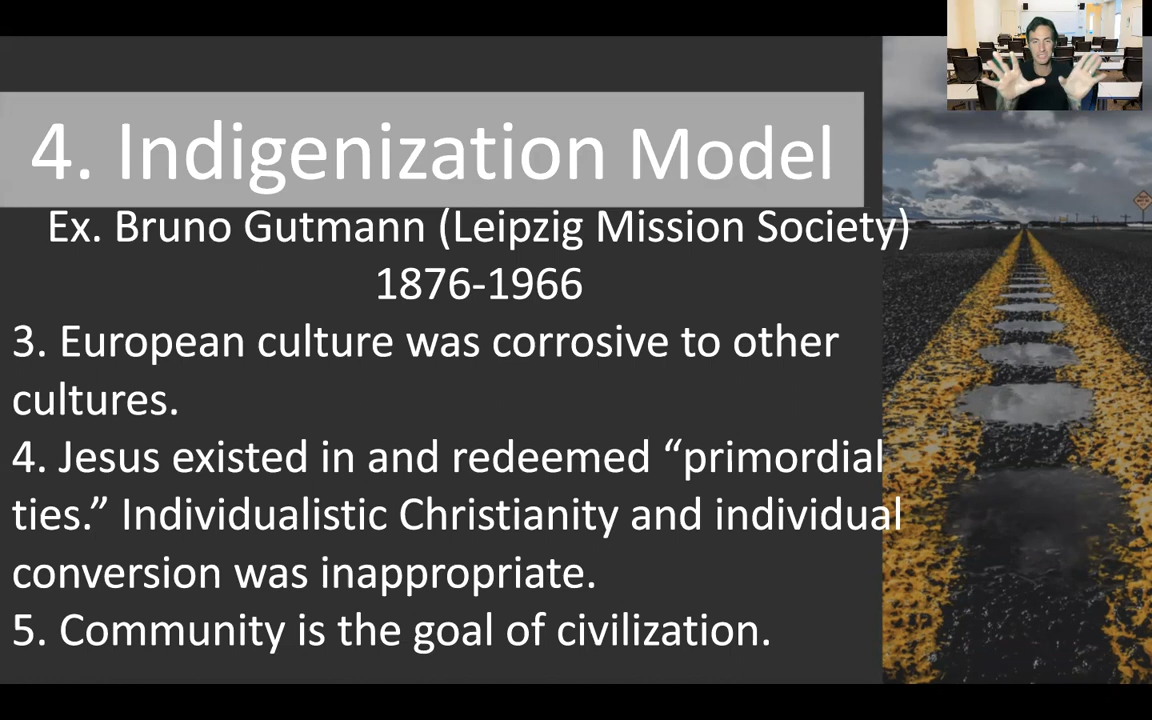 4. Indigenization Model
Ex. Bruno Gutmann (Leipzig Mission Society)
1876-1966
3. European culture was corrosive to other
cultures.
4. Jesus existed in and redeemed “primordial
ties.” Individualistic Christianity and individual
conversion was inappropriate.
5. Community is the goal of civilization.